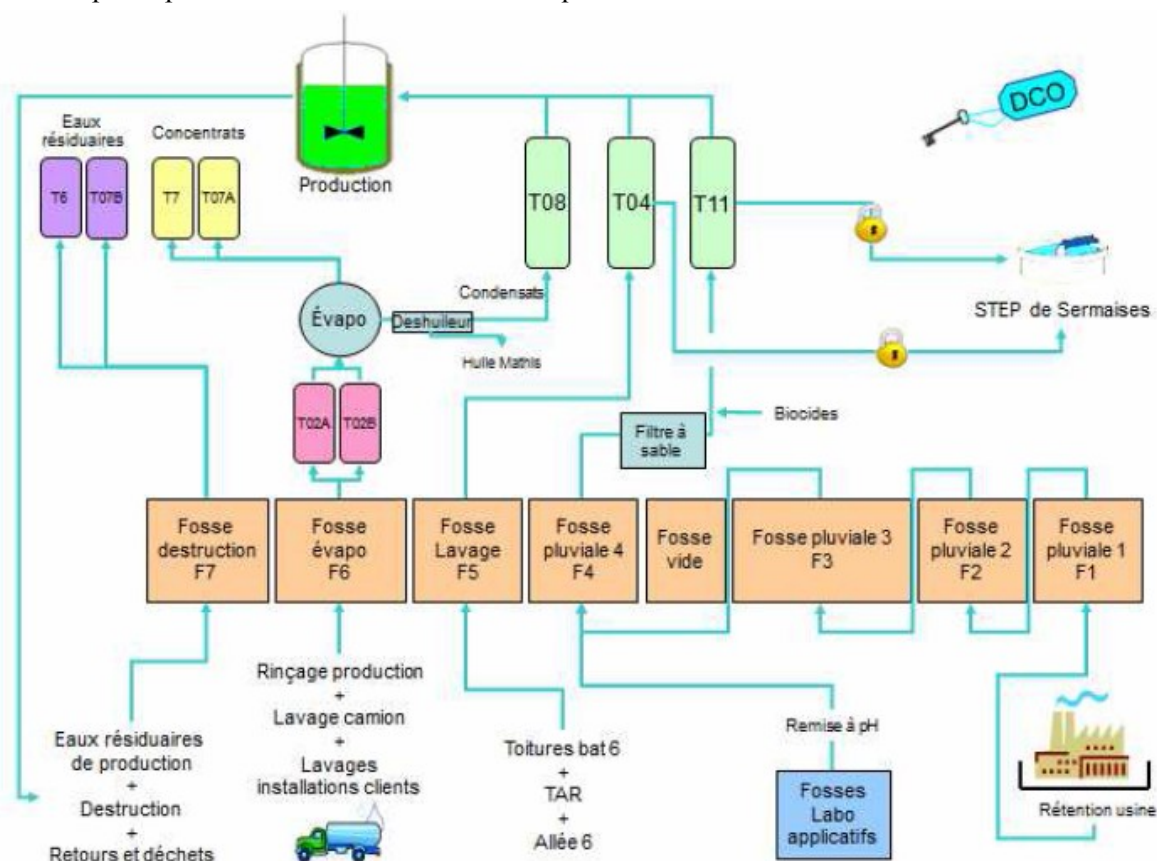 DCO
Eaux
résiduaires
Concentrats
Production
T6
T07B
T7
T07A
T08
T04
T11
STEP de Sermaises
Évapo
Condensats
Deshuileur
Huile Mathis
T02A
T02B
Filtre à
sable
Biocides
Fosse
destruction
F7
Fosse
évapo
F6
Fosse
Lavage
F5
Fosse
pluviale 4
F4
Fosse
vide
Fosse pluviale 3
F3
Fosse
pluviale 2
F2
Fosse
pluviale 1
F1
Eaux résiduaires
de production
+
Destruction
+
Retours et déchets
Rinçage production
+
Lavage camion
+
Lavages
installations clients
Toitures bat 6
+
TAR
+
Allée 6
Remise à pH
Fosses
Labo
applicatifs
Rétention usine